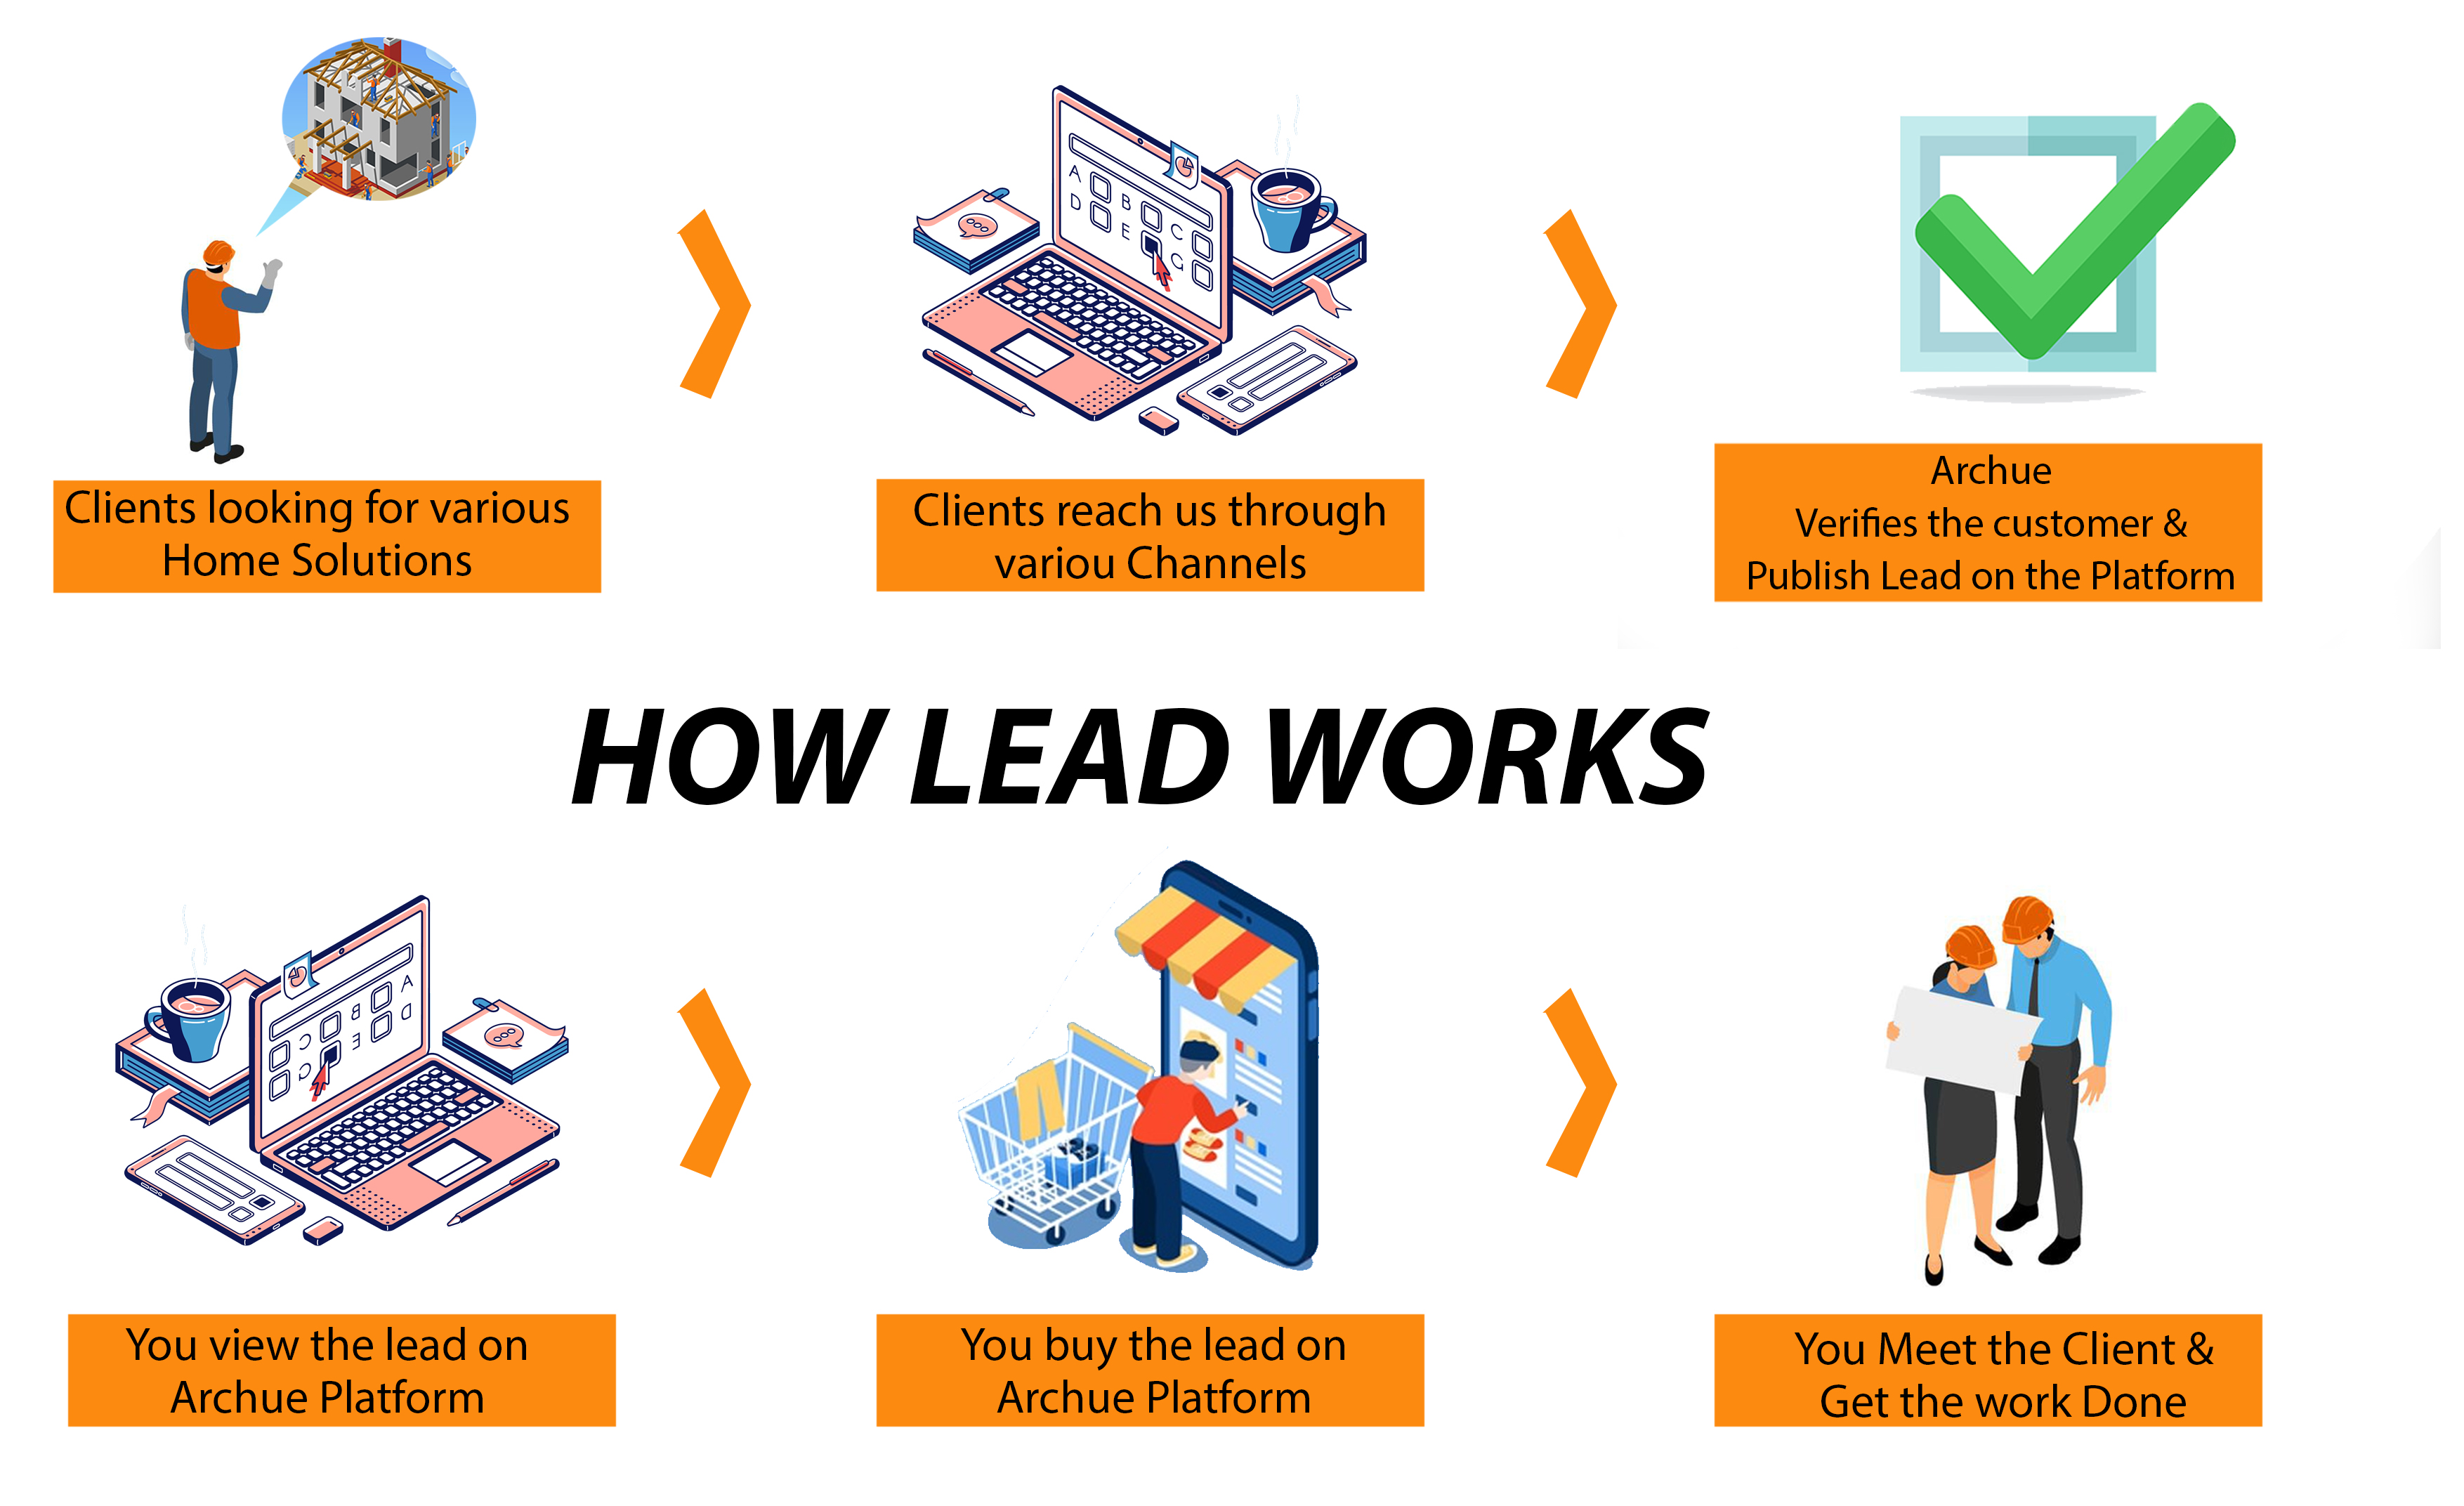 Clients looking for various
Home Solutions
A
B
C
D
E
G
Clients reach us through
variou Channels
Archue
Verifies the customer &
Publish Lead on the Platform
HOW LEAD WORKS
You view the lead on
Archue Platform
You buy the lead on
Archue Platform
You Meet the Client &
Get the work Done